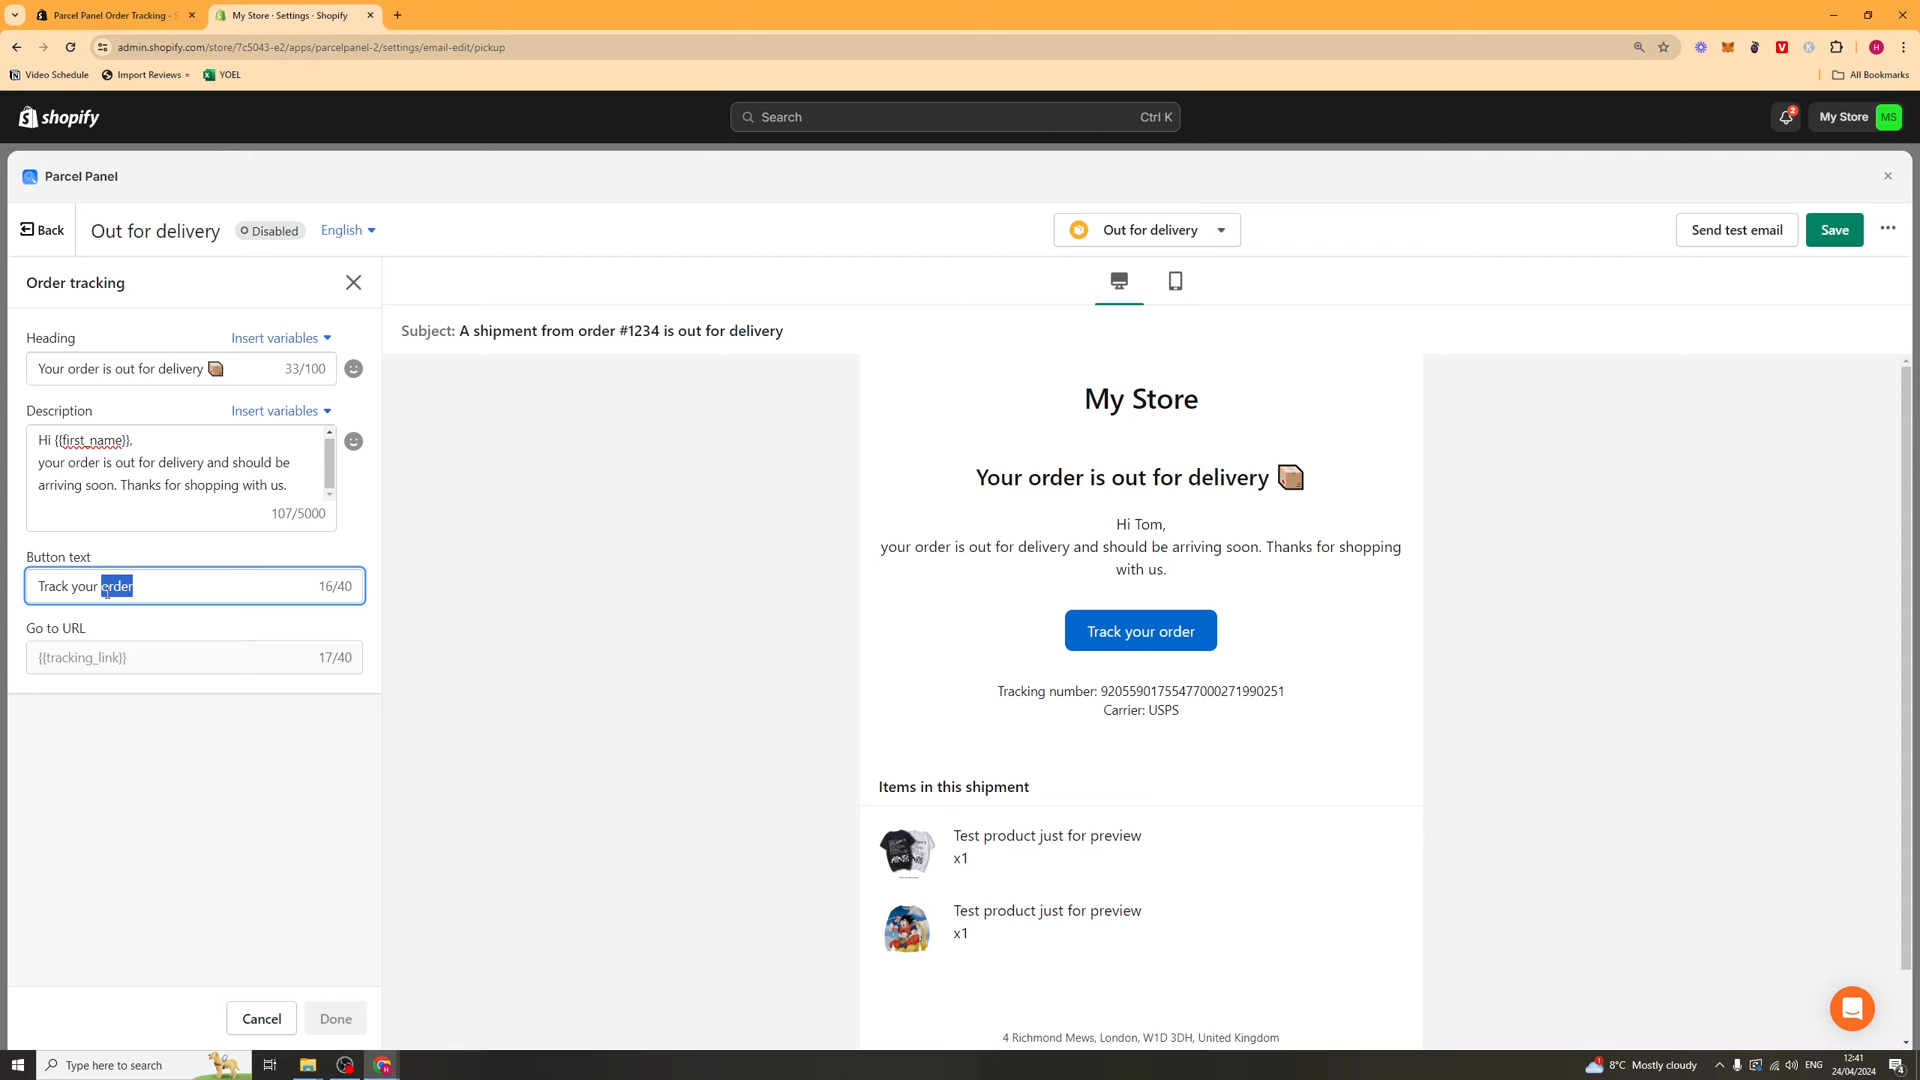 Parcel Panel Order Tracking - S
My Store · Settings · Shopify
admin.shopify.com/store/7c5043-e2/apps/parcelpanel-2/settings/email-edit/pickup
Video Schedule
Import Reviews
YOEL
All Bookmarks
shopify
Search
Ctrl K
2
My Store
MS
Parcel Panel
Back
Out for delivery
Disabled
English
Out for delivery
Send test email
Save
Order tracking
Heading
Insert variables
Your order is out for delivery
33/100
Description
Insert variables
Hi {{first_name}},
your order is out for delivery and should be
arriving soon. Thanks for shopping with us.
107/5000
Button text
Track your order
16/40
Go to URL
{{tracking_link}}
17/40
Cancel
Done
Subject: A shipment from order #1234 is out for delivery
My Store
Your order is out for delivery
Hi Tom,
your order is out for delivery and should be arriving soon. Thanks for shopping
with us.
Track your order
Tracking number: 92055901755477000271990251
Carrier: USPS
Items in this shipment
Test product just for preview
x1
Test product just for preview
x1
4 Richmond Mews, London, W1D 3DH, United Kingdom
Type here to search
8°C Mostly cloudy
ENG
12:41
24/04/2024